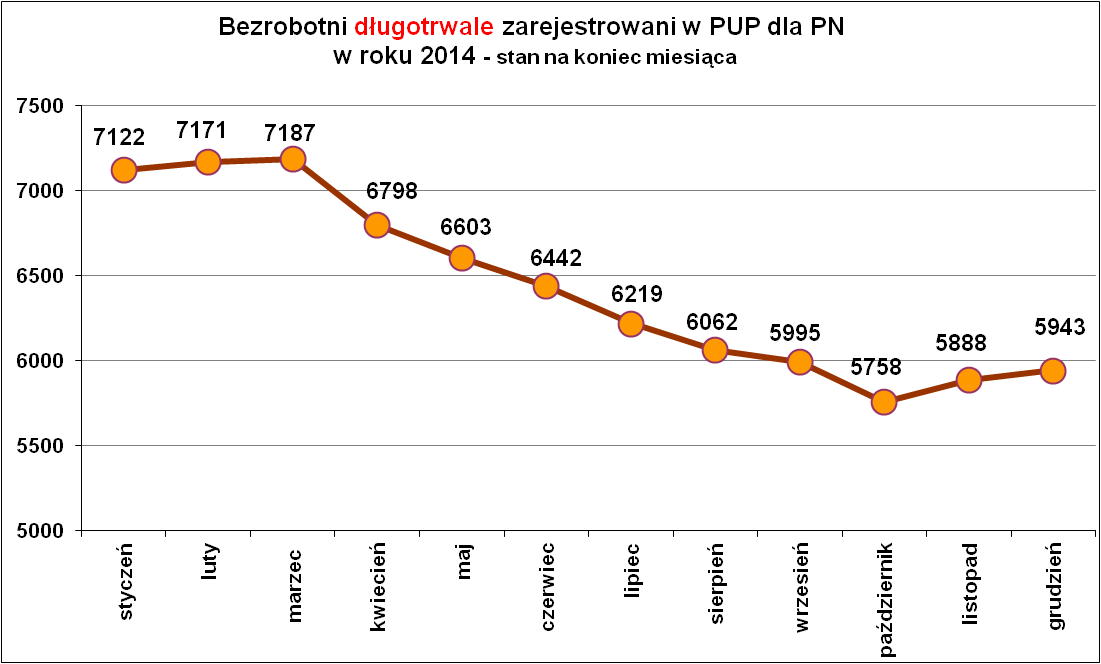 Bezrobotni długotrwale zarejestrowani w PUP dla PN
w roku 2014 - stan na koniec miesiąca
7500
7000
6500
6000
5500
5000
7122
7171
7187
6798
6603
6442
6219
6062
5995
5758
5888
5943
styczeń
luty
marzec
kwiecień
maj
czerwiec
lipiec
sierpień
wrzesień
październik
listopad
grudzień